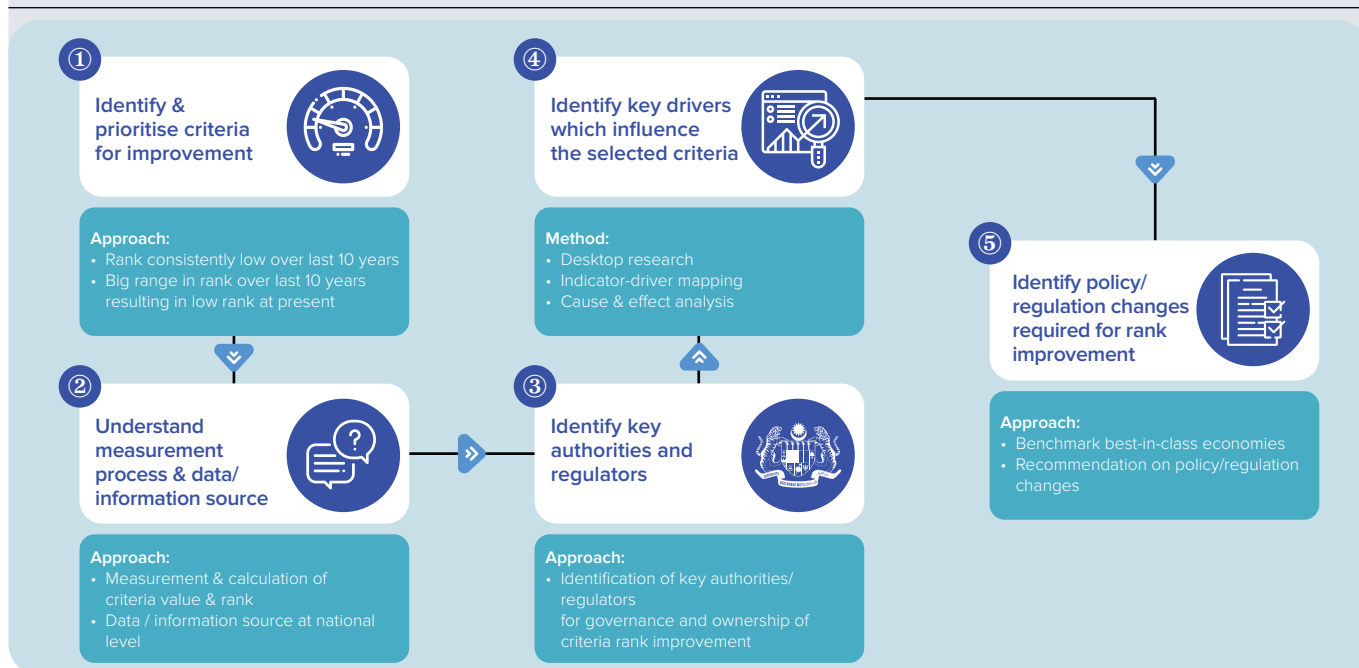 ①
Identify &
prioritise criteria
for improvement
Approach:
• Rank consistently low over last 10 years
• Big range in rank over last 10 years
resulting in low rank at present
②
Understand
measurement
process & data/
information source
?
Approach:
• Measurement & calculation of
criteria value & rank
• Data / information source at national
level
③
Identify key
authorities and
regulators
Approach:
• Identification of key authorities/
regulators
for governance and ownership of
criteria rank improvement
④
Identify key drivers
which influence
the selected criteria
Method:
• Desktop research
• Indicator-driver mapping
• Cause & effect analysis
⑤
Identify policy/
regulation changes
required for rank
improvement
Approach:
• Benchmark best-in-class economies
• Recommendation on policy/regulation
changes